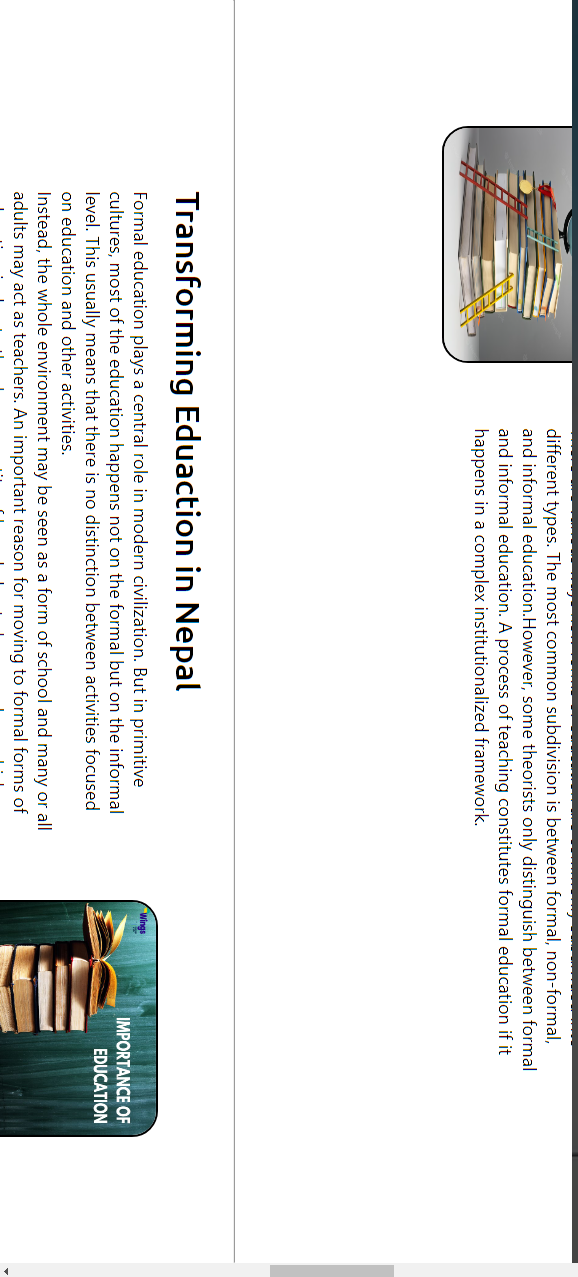 different types. The most common subdivision is between formal, non-formal,
and informal education.However, some theorists only distinguish between formal
and informal education. A process of teaching constitutes formal education if it
happens in a complex institutionalized framework.
Transforming Eduaction in Nepal
Formal education plays a central role in modern civilization. But in primitive
cultures, most of the education happens not on the formal but on the informal
level. This usually means that there is no distinction between activities focused
on education and other activities.
Instead, the whole environment may be seen as a form of school and many or all
adults may act as teachers. An important reason for moving to formal forms of
Wings
IMPORTANCE OF
EDUCATION